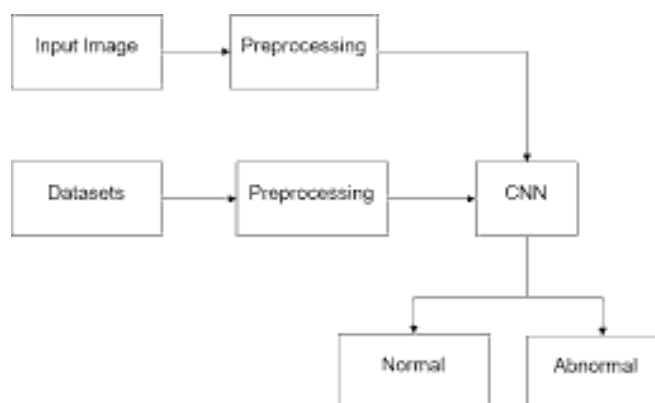 Input Image
Preprocessing
Datasets
Preprocessing
CNN
Normal
Abnormal